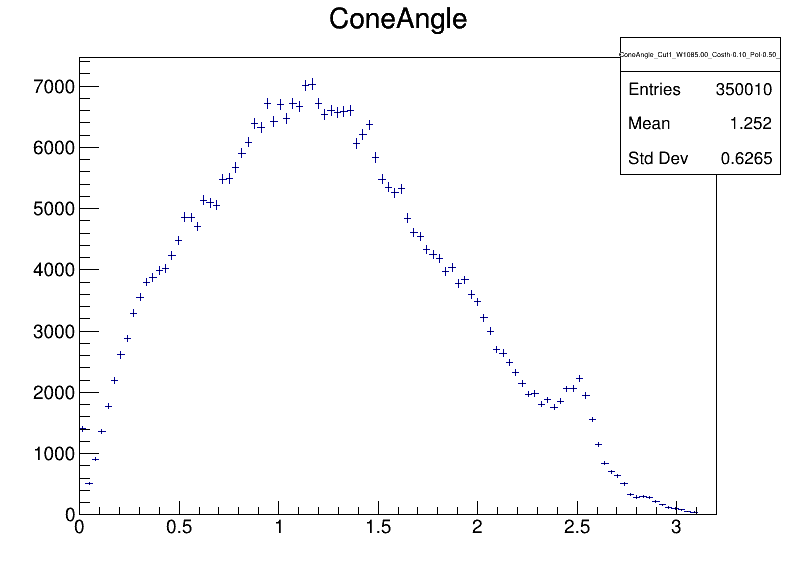 ConeAngle
ConeAngle_Cut1_W1085.00_Costh-0.10_Pol-0.50_
Entries 350010
Mean 1.252
Std Dev 0.6265
7000
6000
5000
4000
3000
2000
1000
0
0 0.5 1 1.5 2 2.5 3